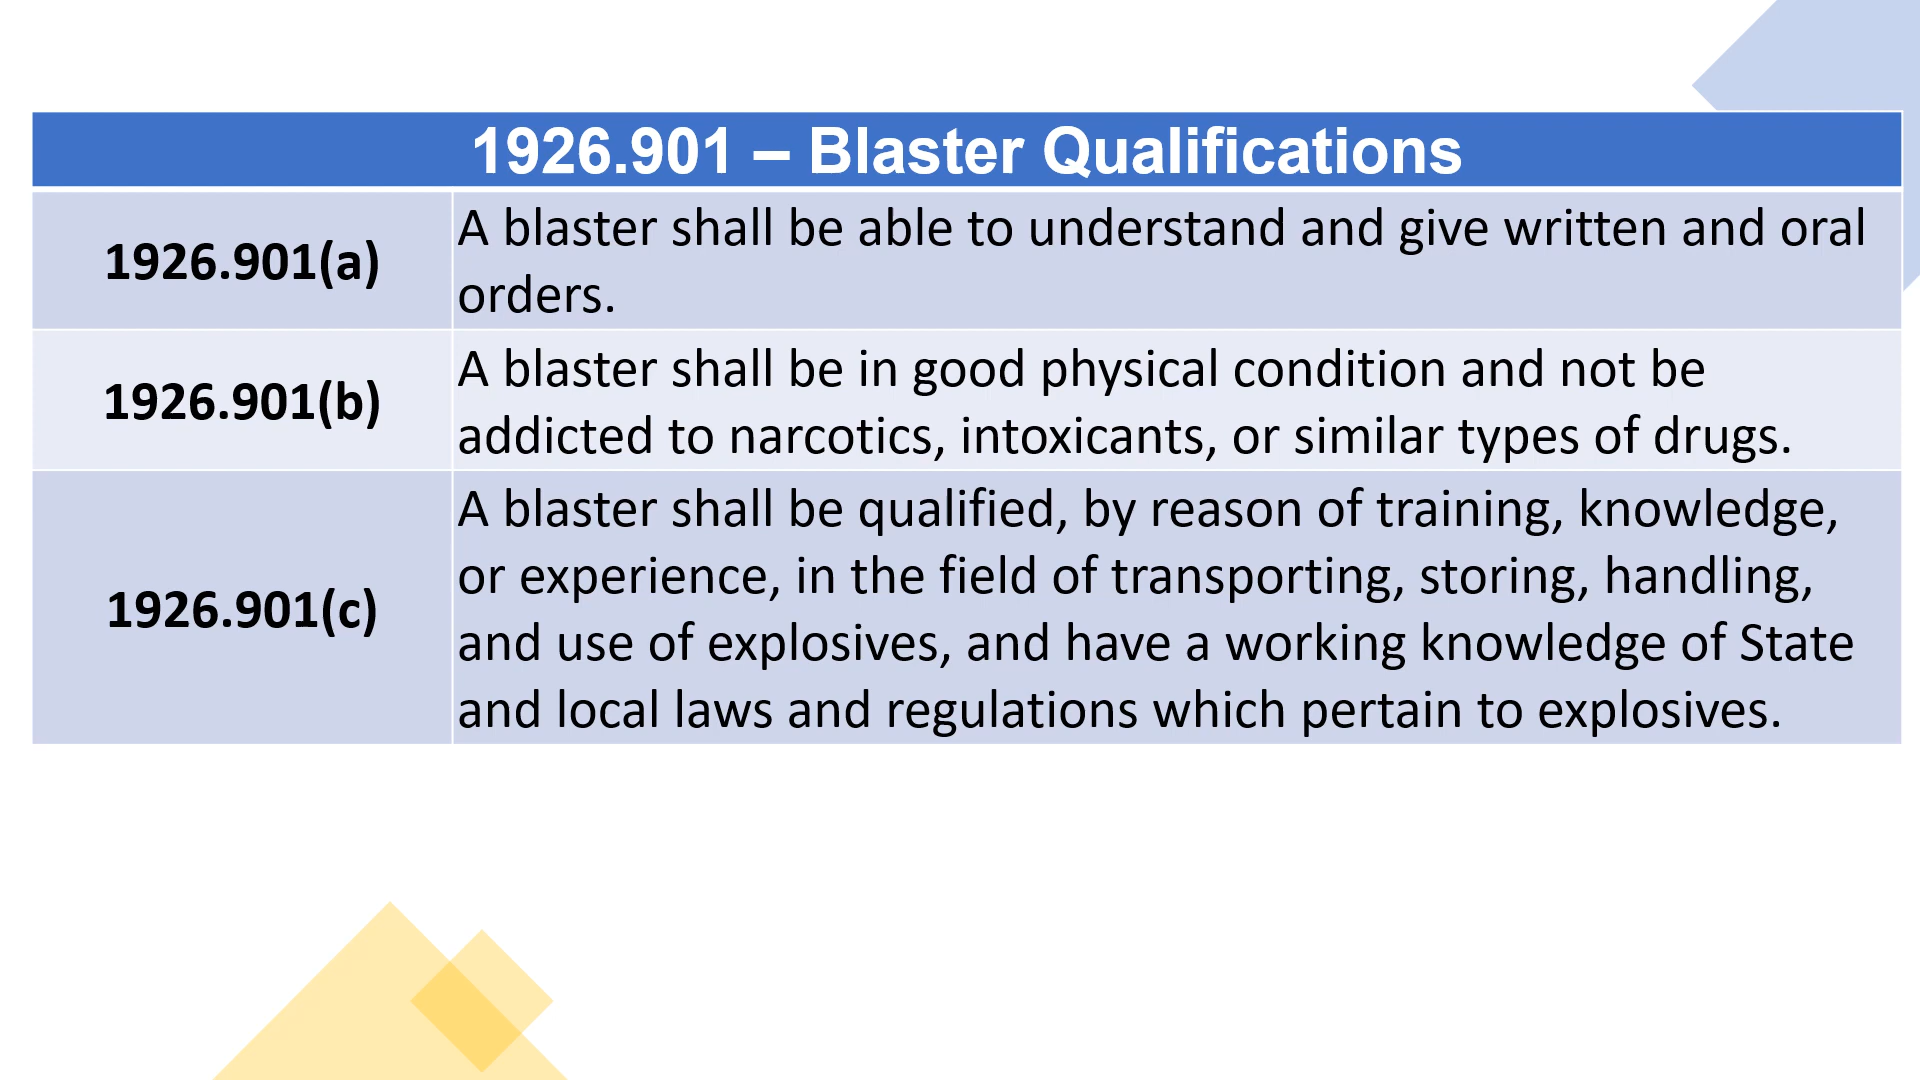 1926.901 – Blaster Qualifications
1926.901(a)
A blaster shall be able to understand and give written and oral
orders.
1926.901(b)
A blaster shall be in good physical condition and not be
addicted to narcotics, intoxicants, or similar types of drugs.
1926.901(c)
A blaster shall be qualified, by reason of training, knowledge,
or experience, in the field of transporting, storing, handling,
and use of explosives, and have a working knowledge of State
and local laws and regulations which pertain to explosives.